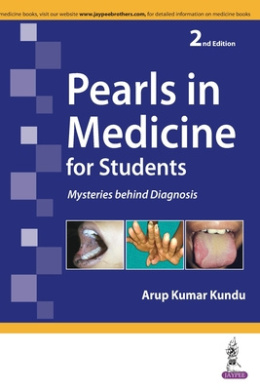 medicine books, visit our website www.jaypeebrothers.com, for detailed information on medicine books
2nd Edition
Pearls in
Medicine
for Students
Mysteries behind Diagnosis
Arup Kumar Kundu
JAYPEE